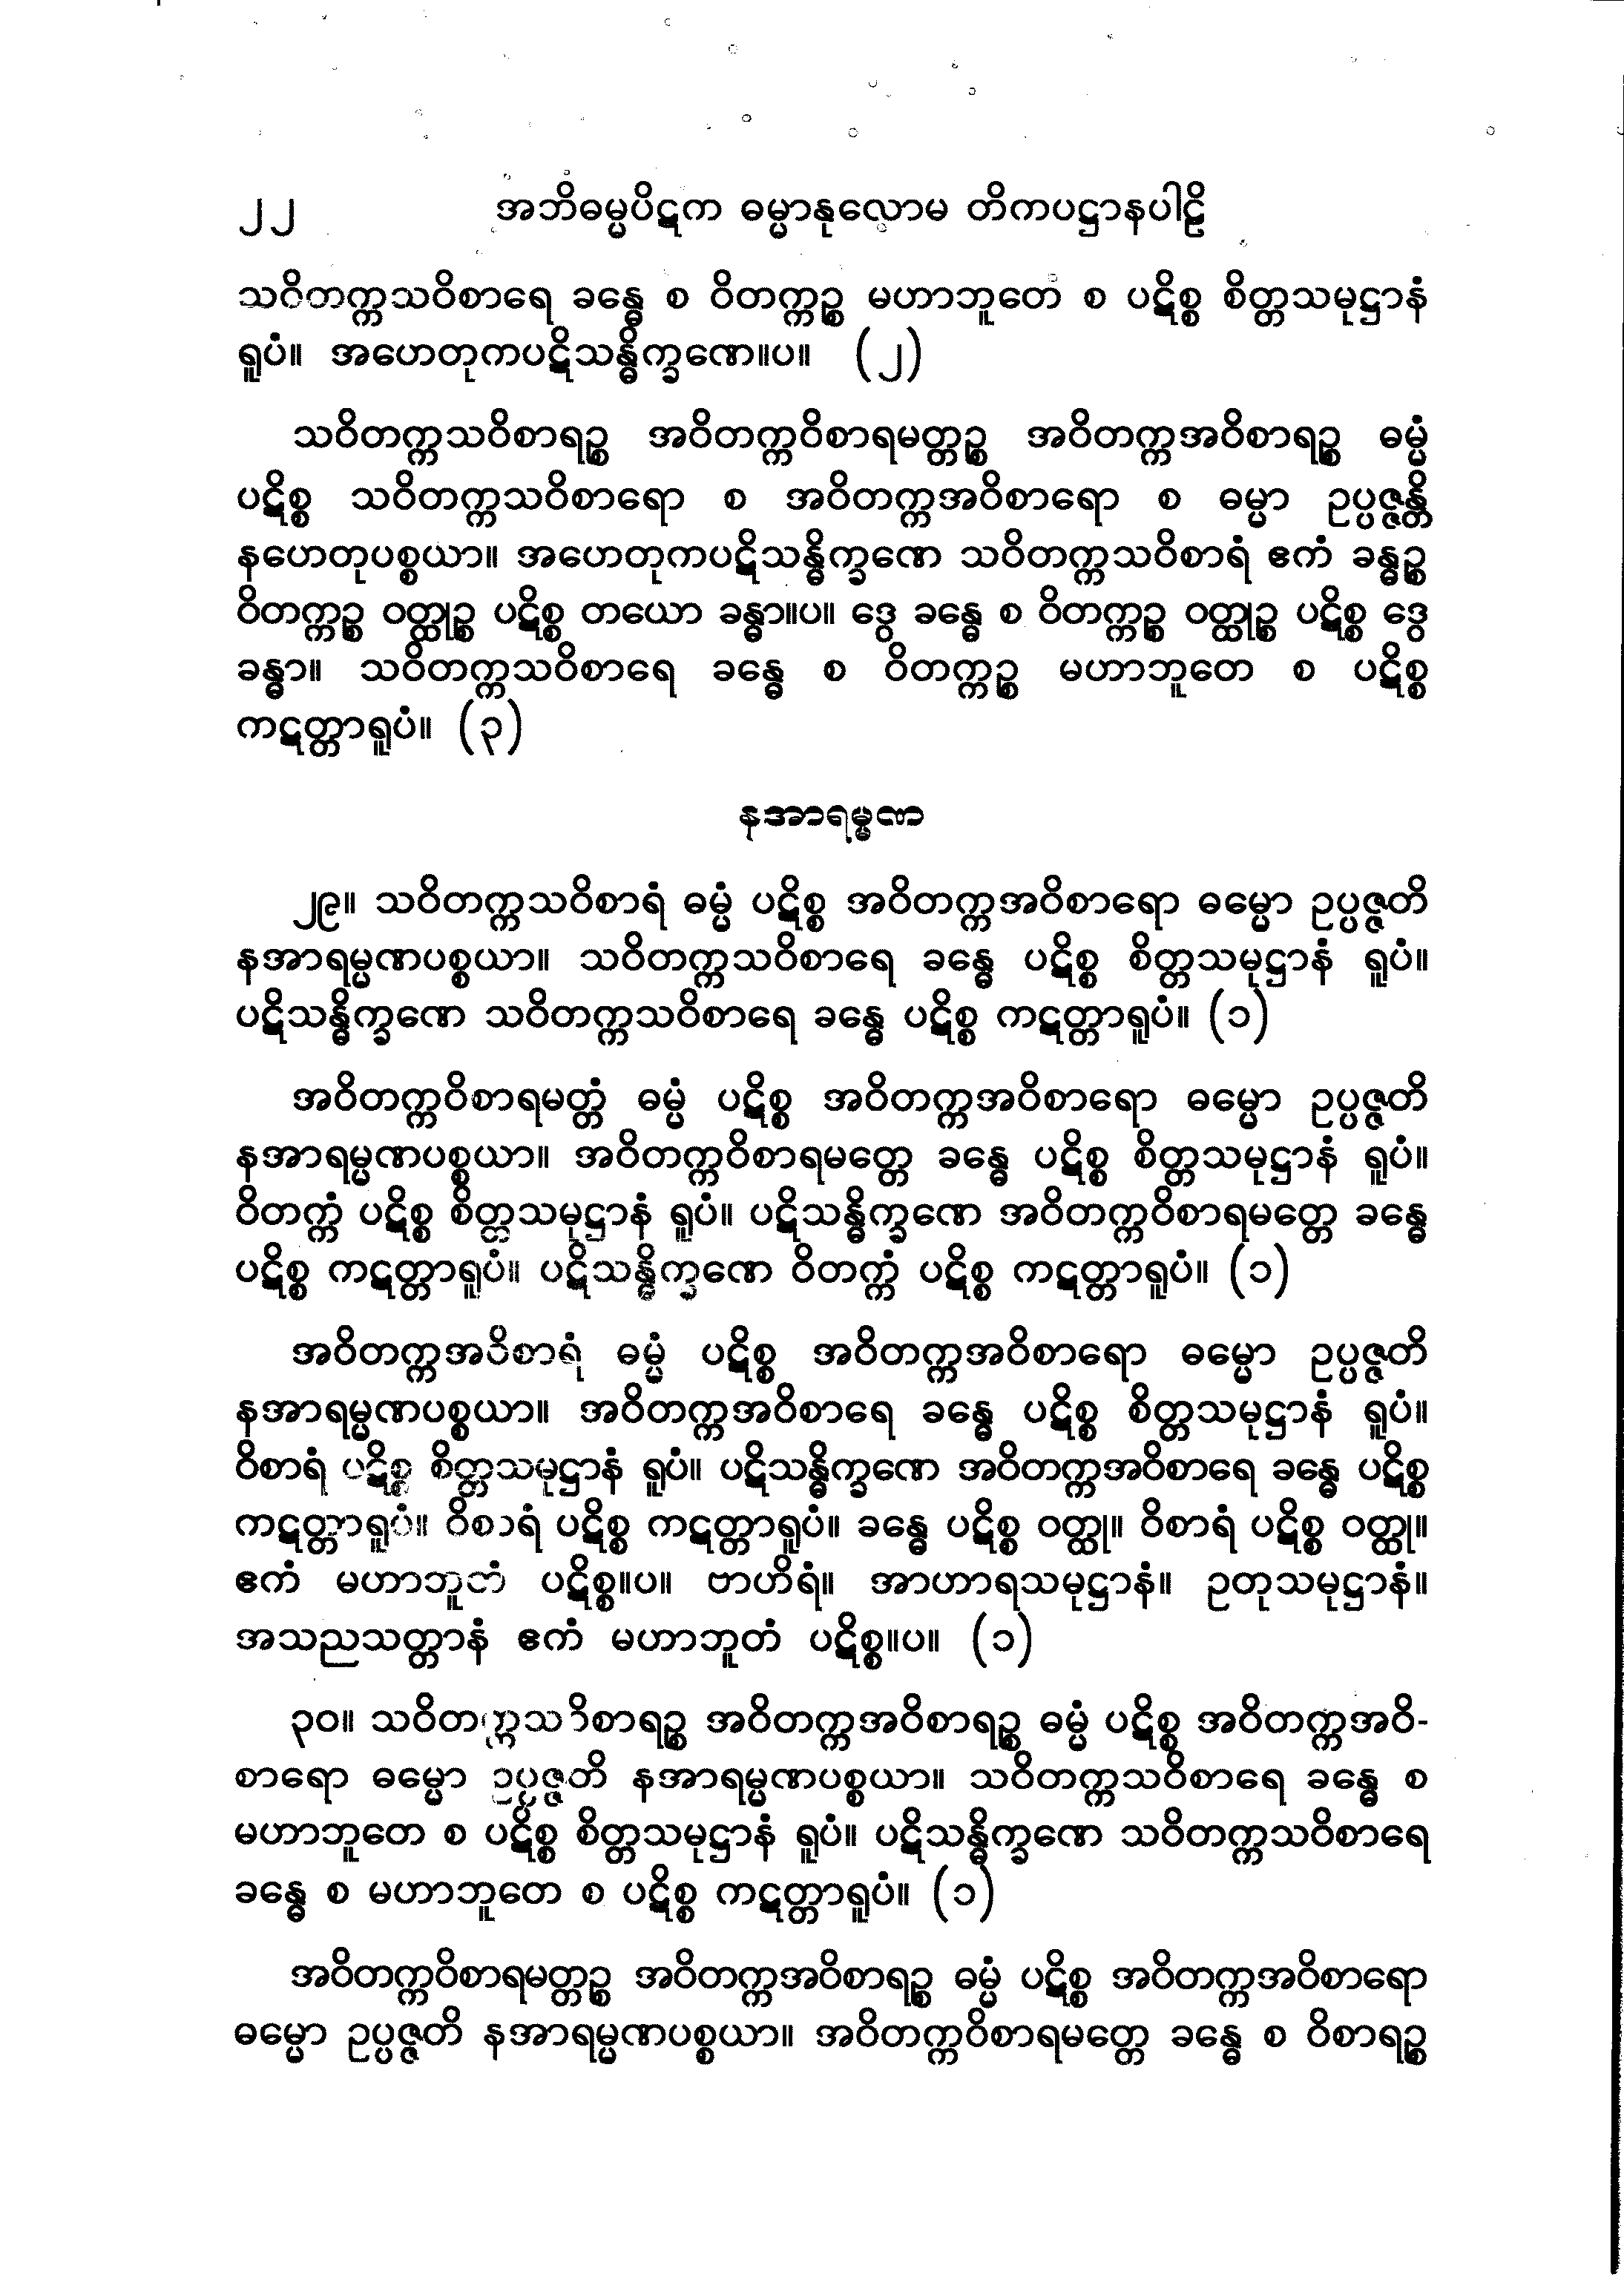 ၂၂ အဘိဓမ္မပိဋက ဓမ္မာနုလောမ တိကပဋ္ဌာနပါဠိ
သဝိတက္ကသဝိစာရေ ခန္ဓေ စ ဝိတက္ကဉ္စ မဟာဘူတေ စ ပဋိစ္စ စိတ္တသမုဋ္ဌာနံ
ရူပံ။ အဟေတုကပဋိသန္ဓိက္ခဏေ။ပ။ (၂)
သဝိတက္ကသဝိစာရဉ္စ အဝိတက္ကဝိစာရမတ္တဉ္စ အဝိတက္ကအဝိစာရဉ္စ ဓမ္မံ
ပဋိစ္စ သဝိတက္ကသဝိစာရော စ အဝိတက္ကအဝိစာရော စ ဓမ္မာ ဥပ္ပဇ္ဇန္တိ
နဟေတုပစ္စယာ။ အဟေတုကပဋိသန္ဓိက္ခဏေ သဝိတက္ကသဝိစာရံ ဧကံ ခန္ဓဉ္စ
ဝိတက္ကဉ္စ ဝတ္ထုဉ္စ ပဋိစ္စ တယော ခန္ဓာ။ပ။ ဒွေ ခန္ဓေ စ ဝိတက္ကဉ္စ ဝတ္ထုဉ္စ ပဋိစ္စ ဒွေ
ခန္ဓာ။ သဝိတက္ကသဝိစာရေ ခန္ဓေ စ ဝိတက္ကဉ္စ မဟာဘူတေ စ ပဋိစ္စ
ကဋတ္တာရူပံ။ (၃)
နအာရမ္မဏ
၂၉။ သဝိတက္ကသဝိစာရံ ဓမ္မံ ပဋိစ္စ အဝိတက္ကအဝိစာရော ဓမ္မော ဥပ္ပဇ္ဇတိ
နအာရမ္မဏပစ္စယာ။ သဝိတက္ကသဝိစာရေ ခန္ဓေ ပဋိစ္စ စိတ္တသမုဋ္ဌာနံ ရူပံ။
ပဋိသန္ဓိက္ခဏေ သဝိတက္ကသဝိစာရေ ခန္ဓေ ပဋိစ္စ ကဋတ္တာရူပံ။ (၁)
အဝိတက္ကဝိစာရမတ္တံ ဓမ္မံ ပဋိစ္စ အဝိတက္ကအဝိစာရော ဓမ္မော ဥပ္ပဇ္ဇတိ
နအာရမ္မဏပစ္စယာ။ အဝိတက္ကဝိစာရမတ္တေ ခန္ဓေ ပဋိစ္စ စိတ္တသမုဋ္ဌာနံ ရူပံ။
ဝိတက္ကံ ပဋိစ္စ စိတ္တသမုဋ္ဌာနံ ရူပံ။ ပဋိသန္ဓိက္ခဏေ အဝိတက္ကဝိစာရမတ္တေ ခန္ဓေ
ပဋိစ္စ ကဋတ္တာရူပံ။ ပဋိသန္ဓိက္ခဏေ ဝိတက္ကံ ပဋိစ္စ ကဋတ္တာရူပံ။ (၁)
အဝိတက္ကအဝိစာရံ ဓမ္မံ ပဋိစ္စ အဝိတက္ကအဝိစာရော ဓမ္မော ဥပ္ပဇ္ဇတိ
နအာရမ္မဏပစ္စယာ။ အဝိတက္ကအဝိစာရေ ခန္ဓေ ပဋိစ္စ စိတ္တသမုဋ္ဌာနံ ရူပံ။
ဝိစာရံ ပဋိစ္စ စိတ္တသမုဋ္ဌာနံ ရူပံ။ ပဋိသန္ဓိက္ခဏေ အဝိတက္ကအဝိစာရေ ခန္ဓေ ပဋိစ္စ
ကဋတ္တာရူပံ။ ဝိစာရံ ပဋိစ္စ ကဋတ္တာရူပံ။ ခန္ဓေ ပဋိစ္စ ဝတ္ထု။ ဝိစာရံ ပဋိစ္စ ဝတ္ထု။
ဧကံ မဟာဘူတံ ပဋိစ္စ။ပ။ ဗာဟိရံ။ အာဟာရသမုဋ္ဌာနံ။ ဥတုသမုဋ္ဌာနံ။
အသညသတ္တာနံ ဧကံ မဟာဘူတံ ပဋိစ္စ။ပ။ (၁)
၃၀။ သဝိတက္ကသဝိစာရဉ္စ အဝိတက္ကအဝိစာရဉ္စ ဓမ္မံ ပဋိစ္စ အဝိတက္ကအဝိ-
စာရော ဓမ္မော ဥပ္ပဇ္ဇတိ နအာရမ္မဏပစ္စယာ။ သဝိတက္ကသဝိစာရေ ခန္ဓေ စ
မဟာဘူတေ စ ပဋိစ္စ စိတ္တသမုဋ္ဌာနံ ရူပံ။ ပဋိသန္ဓိက္ခဏေ သဝိတက္ကသဝိစာရေ
ခန္ဓေ စ မဟာဘူတေ စ ပဋိစ္စ ကဋတ္တာရူပံ။ (၁)
အဝိတက္ကဝိစာရမတ္တဉ္စ အဝိတက္ကအဝိစာရဉ္စ ဓမ္မံ ပဋိစ္စ အဝိတက္ကအဝိစာရော
ဓမ္မော ဥပ္ပဇ္ဇတိ နအာရမ္မဏပစ္စယာ။ အဝိတက္ကဝိစာရမတ္တေ ခန္ဓေ စ ဝိစာရဉ္စ